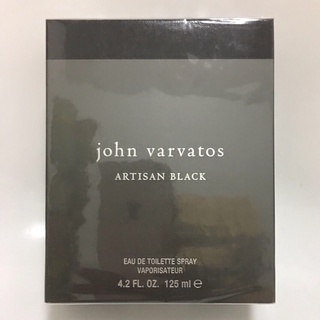 john varvatos
ARTISAN BLACK
EAU DE TOILETTE SPRAY
VAPORISATEUR
4.2 FL. OZ. 125 ml ℮